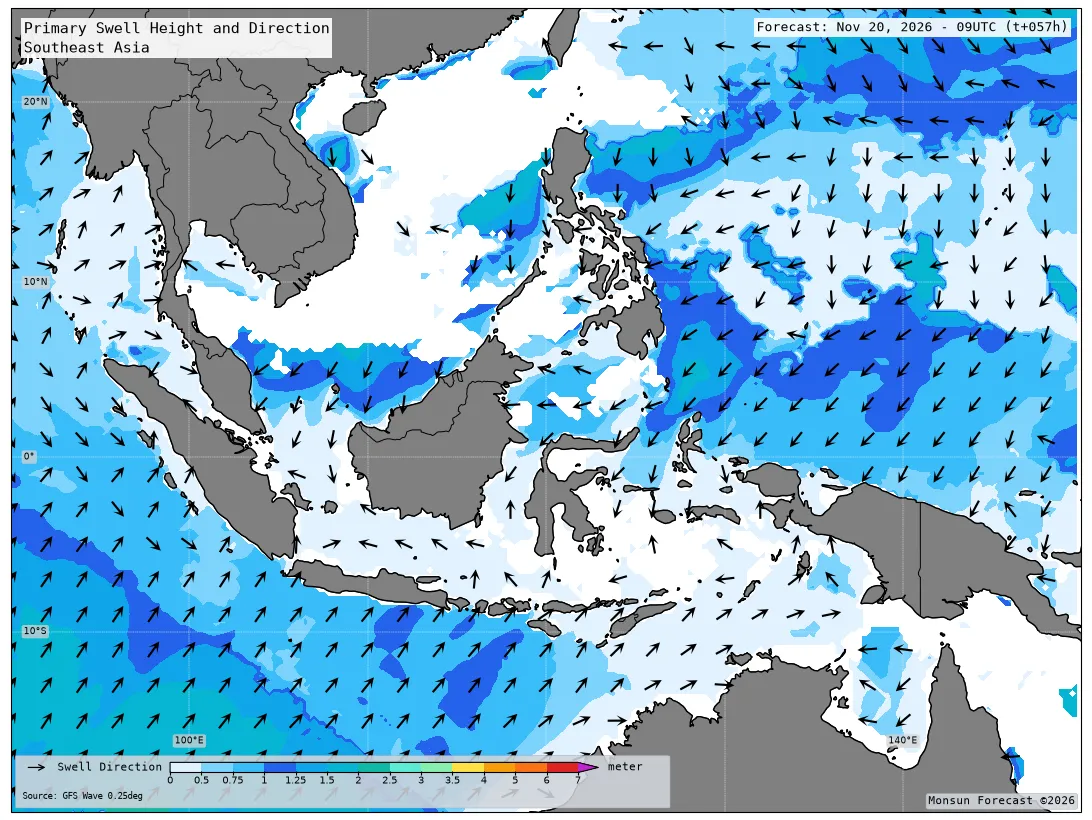 Primary Swell Height and Direction
Southeast Asia
Forecast: Nov 20, 2026 - 09UTC (t+057h)
20°N
10°N
0°
10°S
100°E
140°E
Swell Direction
0 0.5 0.75 1 1.25 1.5 2 2.5 3 3.5 4 5 6 7
meter
Source: GFS Wave 0.25deg
Monsun Forecast ©2026